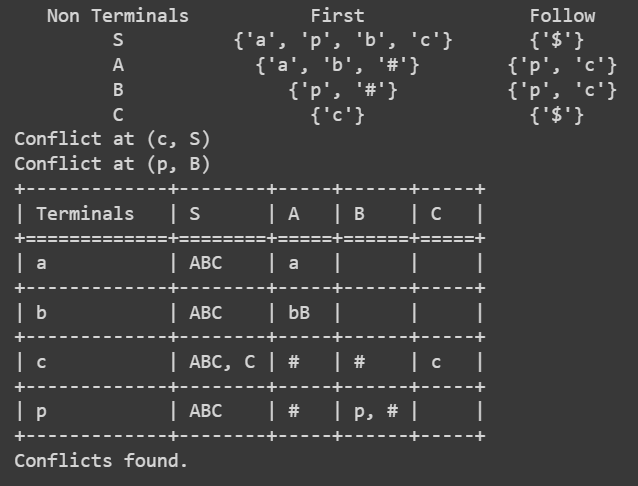 Non Terminals           First               Follow
         S          {'a', 'p', 'b', 'c'}       {'$'}
         A            {'a', 'b', '#'}        {'p', 'c'}
         B               {'p', '#'}          {'p', 'c'}
         C                 {'c'}               {'$'}
Conflict at (c, S)
Conflict at (p, B)
+-------------+--------+-----+------+-----+
| Terminals   | S      | A   | B    | C   |
+=============+========+=====+======+=====+
| a           | ABC    | a   |      |     |
+-------------+--------+-----+------+-----+
| b           | ABC    | bB  |      |     |
+-------------+--------+-----+------+-----+
| c           | ABC, C | #   | #    | c   |
+-------------+--------+-----+------+-----+
| p           | ABC    | #   | p, # |     |
+-------------+--------+-----+------+-----+
Conflicts found.